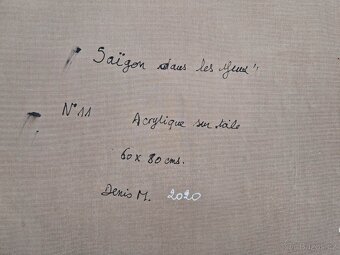 "Saïgon dans les Yeux"
N°11 Acrylique sur toile
60 x 80 cms.
Denis M. 2020